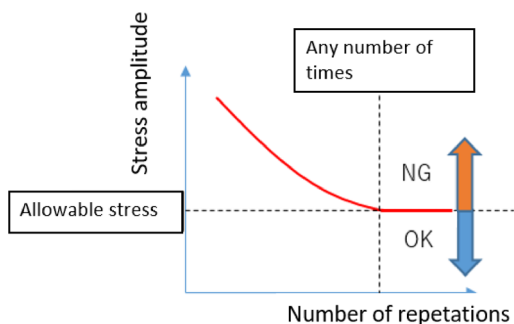 Any number of
times
Stress amplitude
NG
Allowable stress
OK
Number of repetations